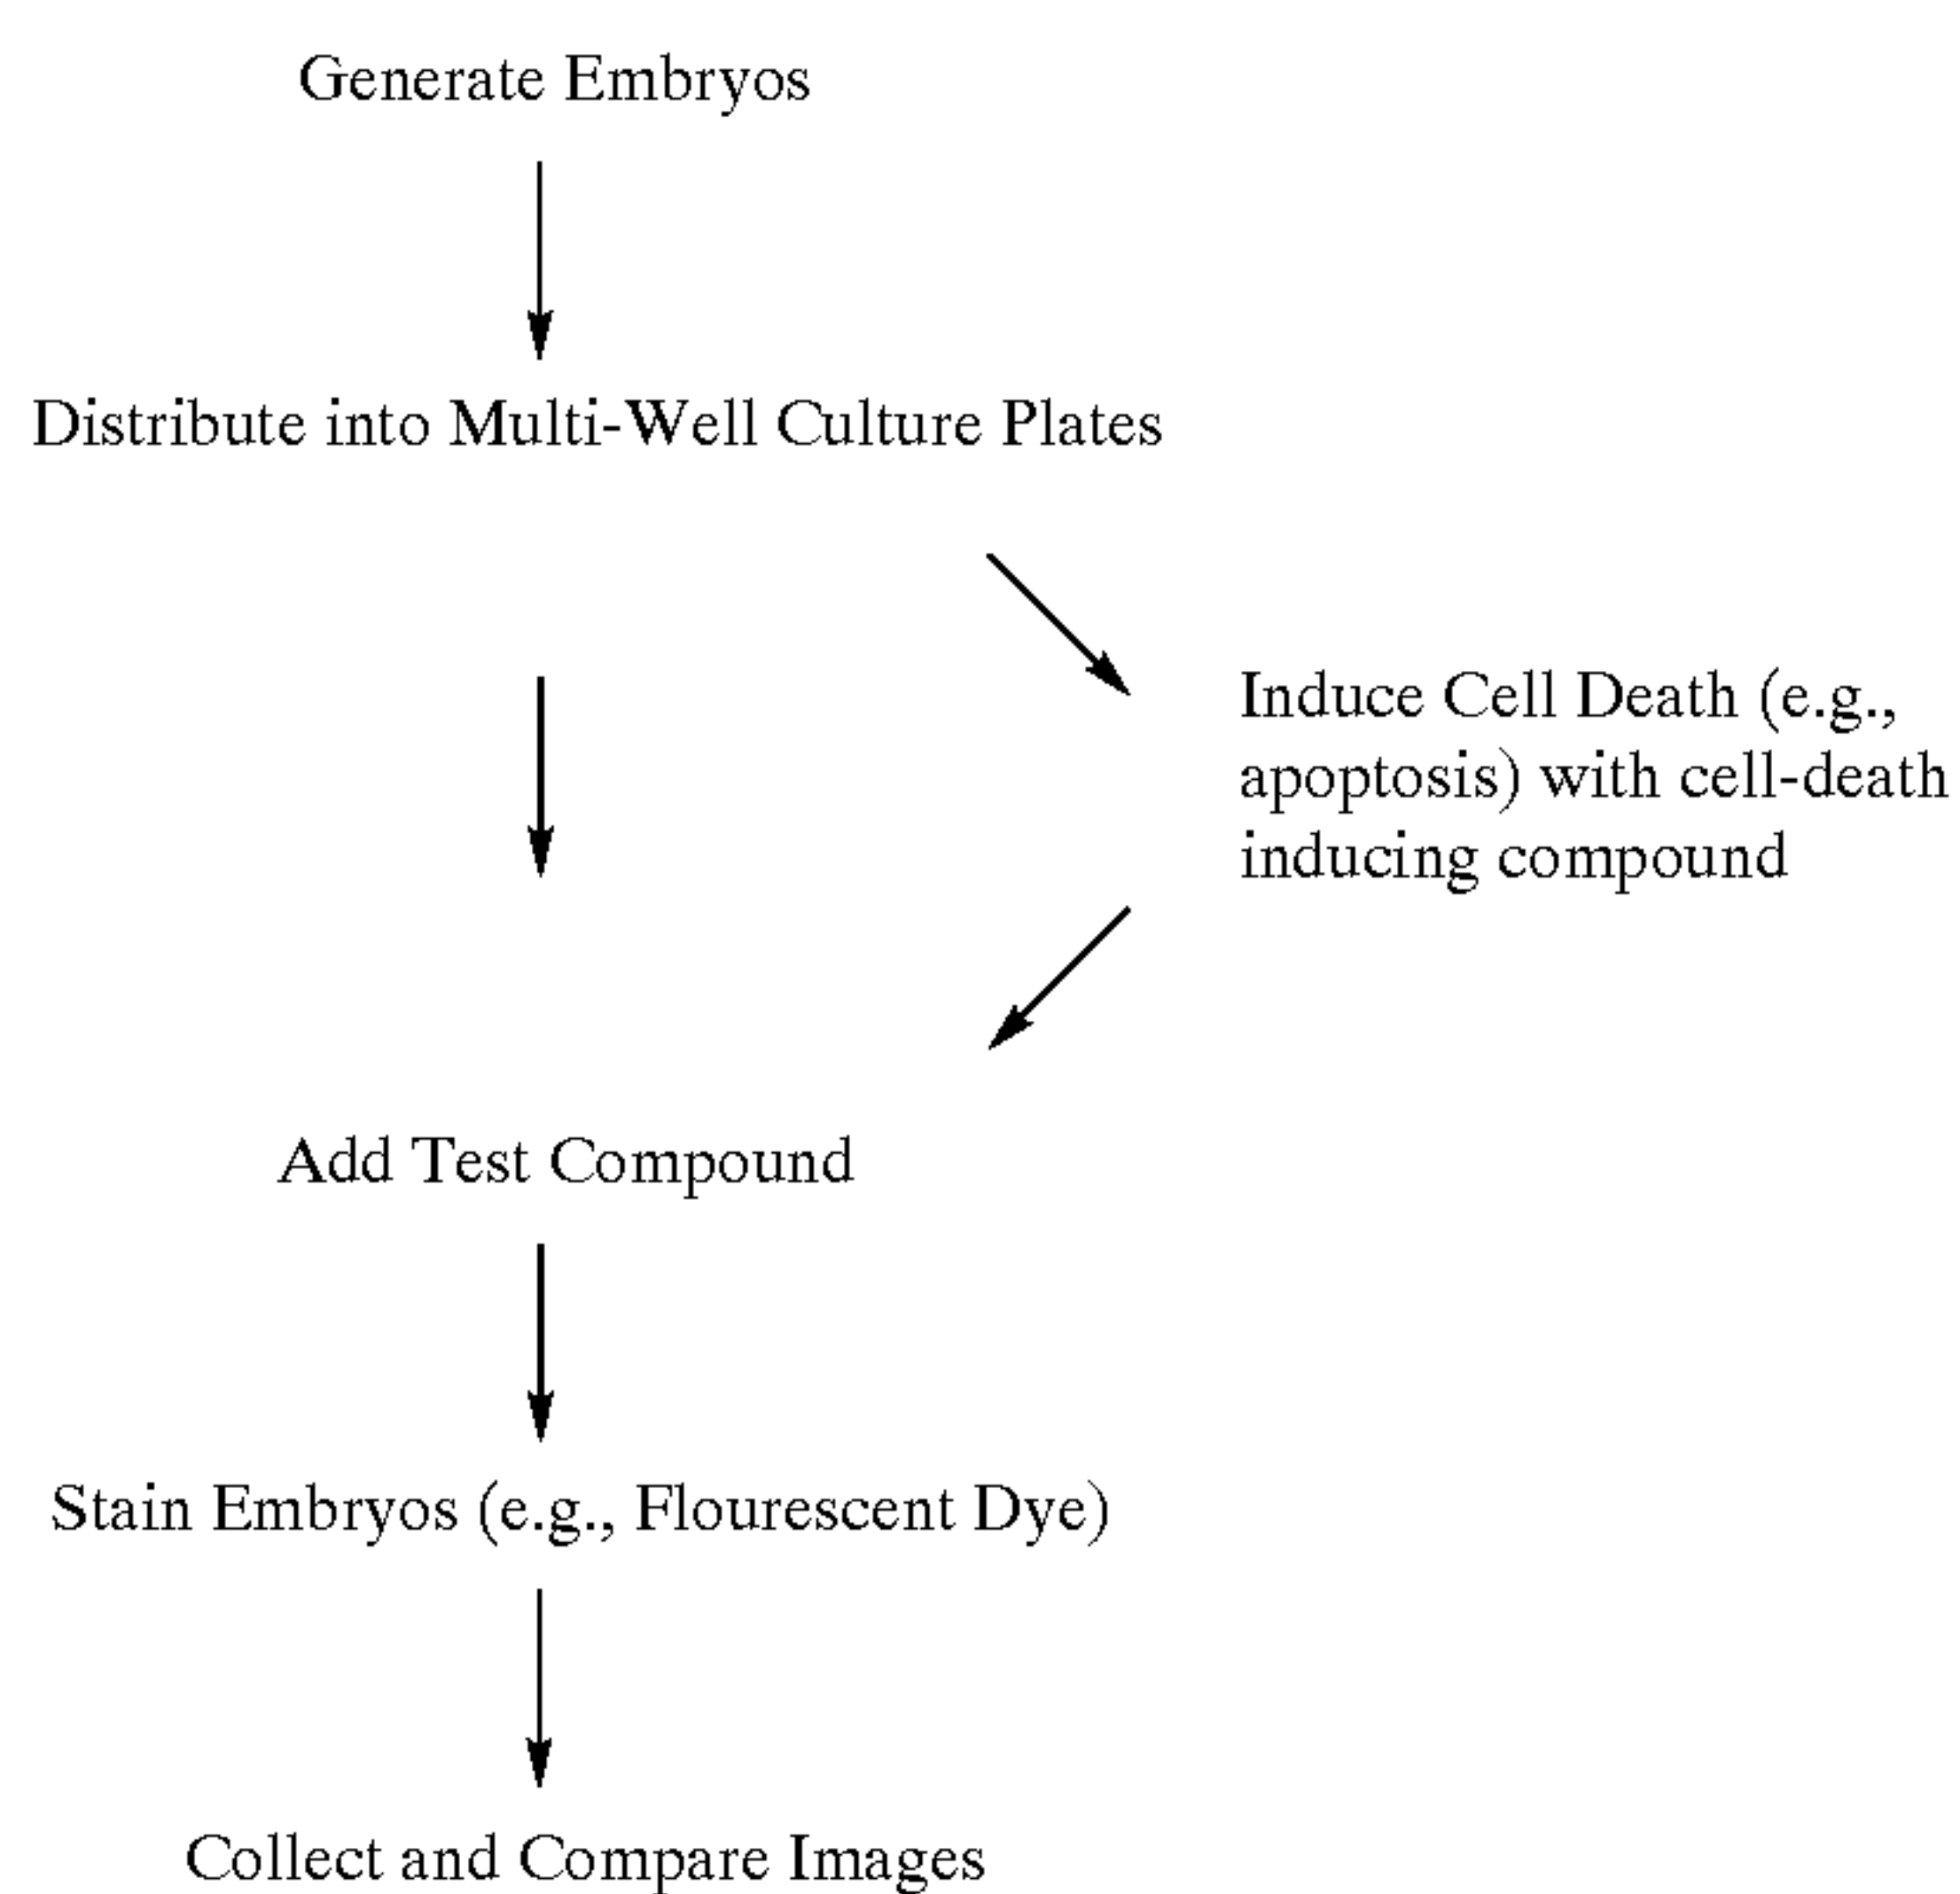 Generate Embryos
Distribute into Multi-Well Culture Plates
Induce Cell Death (e.g.,
apoptosis) with cell-death
inducing compound
Add Test Compound
Stain Embryos (e.g., Flourescent Dye)
Collect and Compare Images